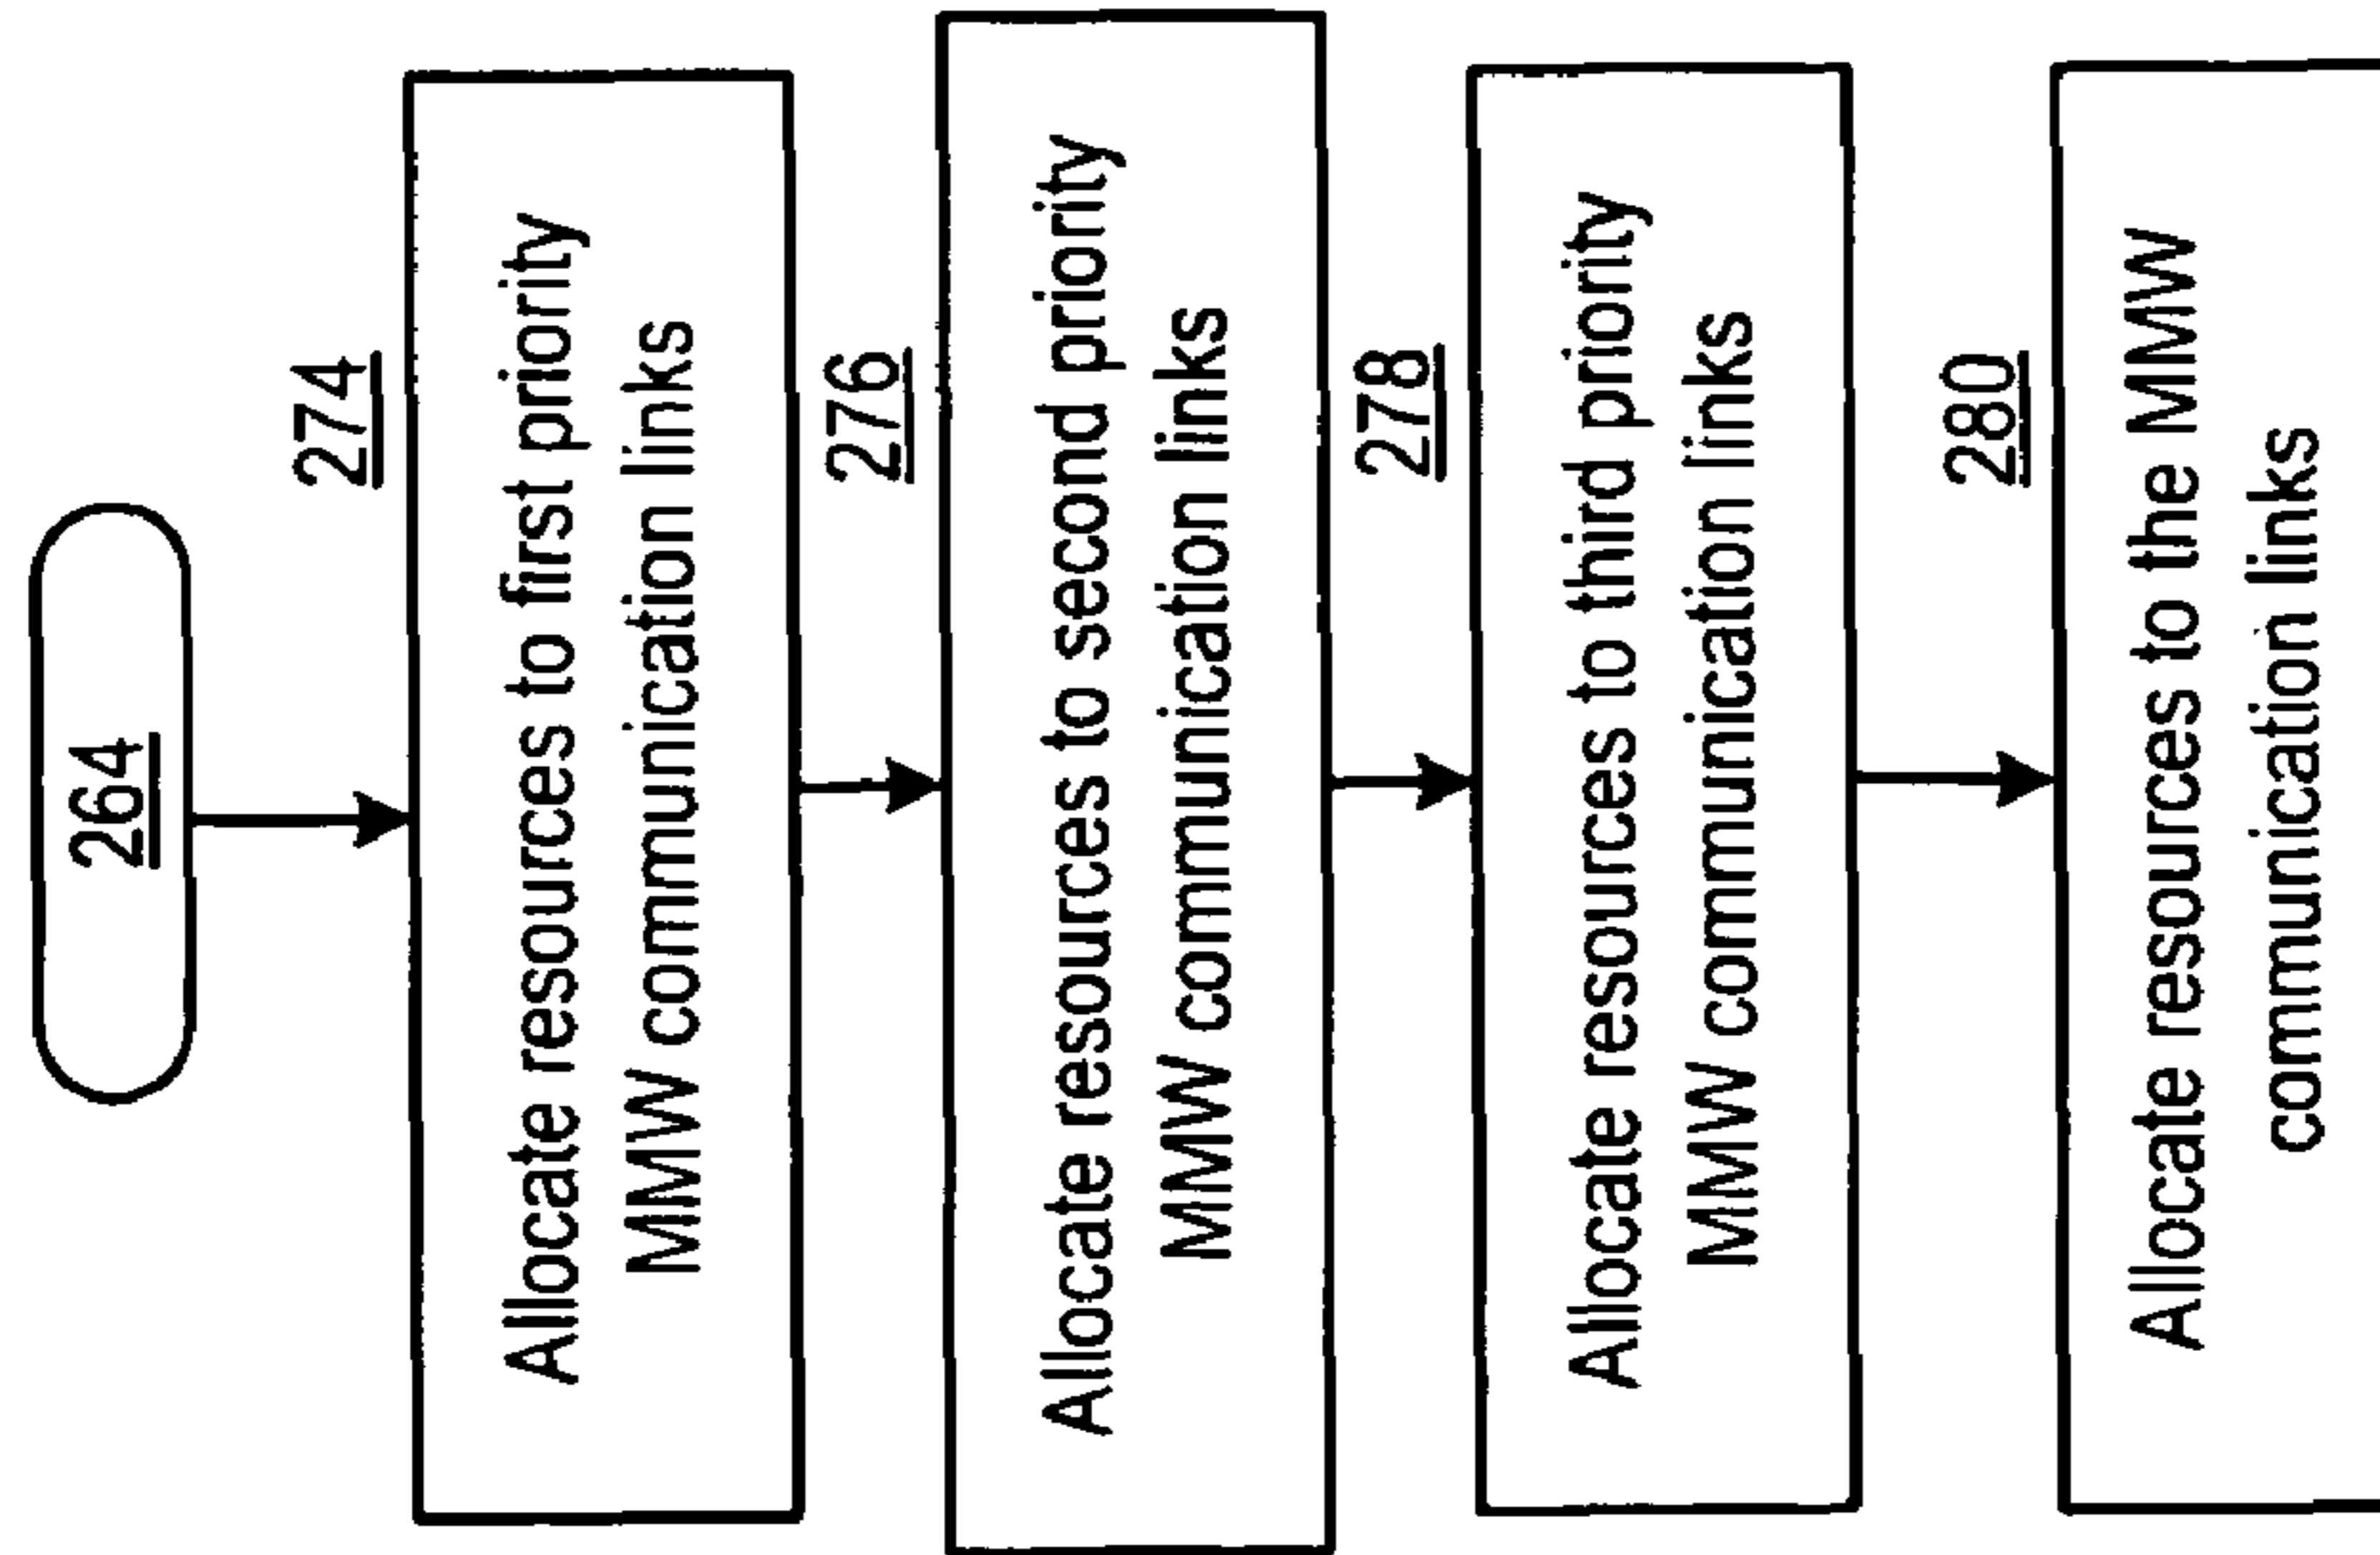 264
274
Allocate resources to first priority
MMW communication links
276
Allocate resources to second priority
MMW communication links
278
Allocate resources to third priority
MMW communication links
280
Allocate resources to the MMW
communication links